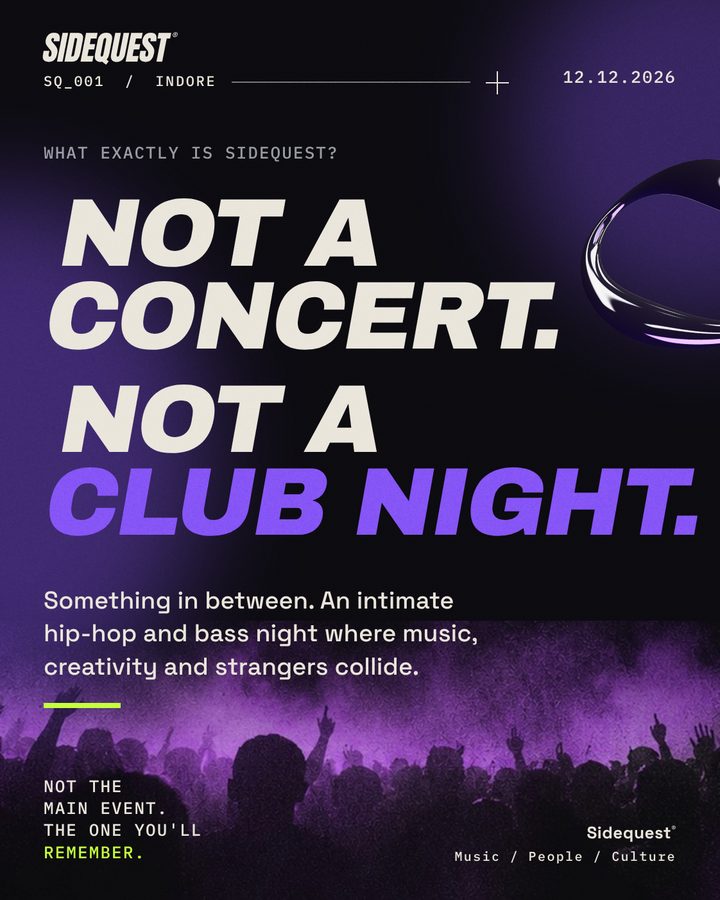 SIDEQUEST®
SQ_001 / INDORE
12.12.2026
WHAT EXACTLY IS SIDEQUEST?
NOT A
CONCERT.
NOT A
CLUB NIGHT.
Something in between. An intimate
hip-hop and bass night where music,
creativity and strangers collide.
NOT THE
MAIN EVENT.
THE ONE YOU'LL
REMEMBER.
Sidequest®
Music / People / Culture